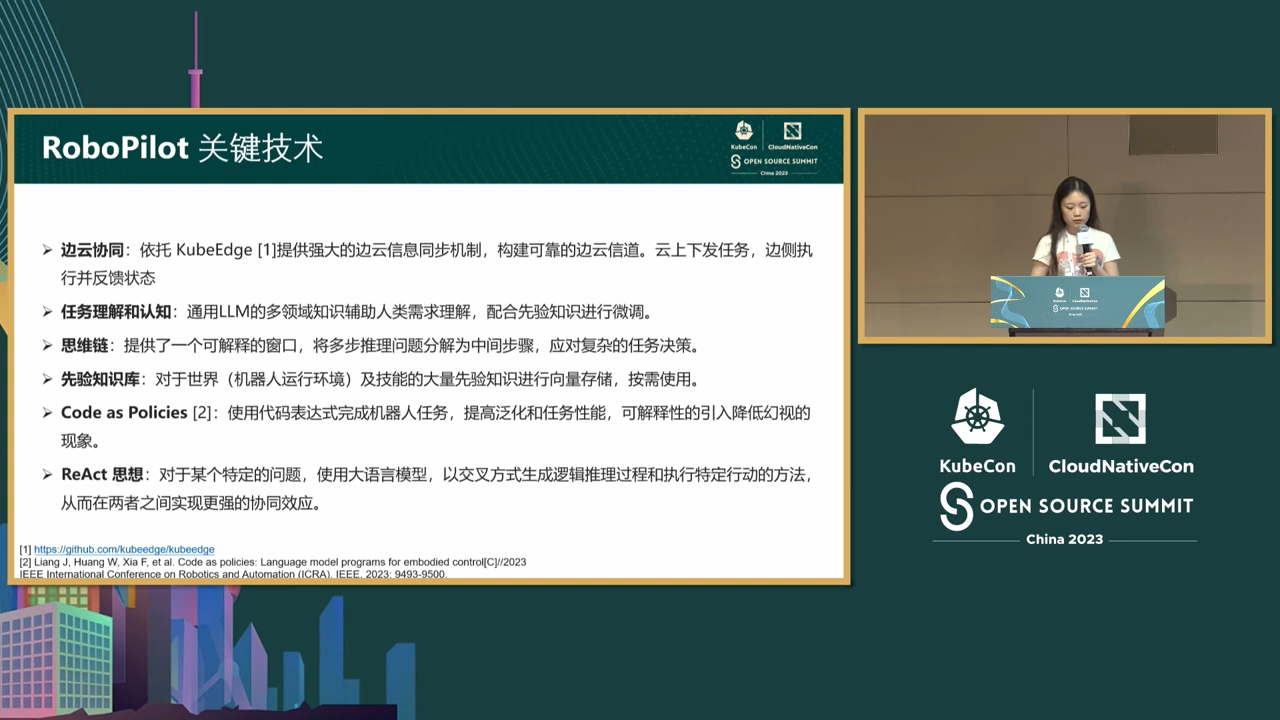 RoboPilot 关键技术
KubeCon
CloudNativeCon
OPEN SOURCE SUMMIT
China 2023
➢ 边云协同：依托 KubeEdge [1]提供强大的边云信息同步机制，构建可靠的边云信道。云上下发任务，边侧执
行并反馈状态
➢ 任务理解和认知：通用LLM的多领域知识辅助人类需求理解，配合先验知识进行微调。
➢ 思维链：提供了一个可解释的窗口，将多步推理问题分解为中间步骤，应对复杂的任务决策。
➢ 先验知识库：对于世界（机器人运行环境）及技能的大量先验知识进行向量存储，按需使用。
➢ Code as Policies [2]：使用代码表达式完成机器人任务，提高泛化和任务性能，可解释性的引入降低幻视的
现象。
➢ ReAct 思想：对于某个特定的问题，使用大语言模型，以交叉方式生成逻辑推理过程和执行特定行动的方法，
从而在两者之间实现更强的协同效应。
[1] https://github.com/kubeedge/kubeedge
[2] Liang J, Huang W, Xia F, et al. Code as policies: Language model programs for embodied control[C]//2023
IEEE International Conference on Robotics and Automation (ICRA). IEEE, 2023: 9493-9500.
KubeCon
CloudNativeCon
OPEN SOURCE SUMMIT
China 2023